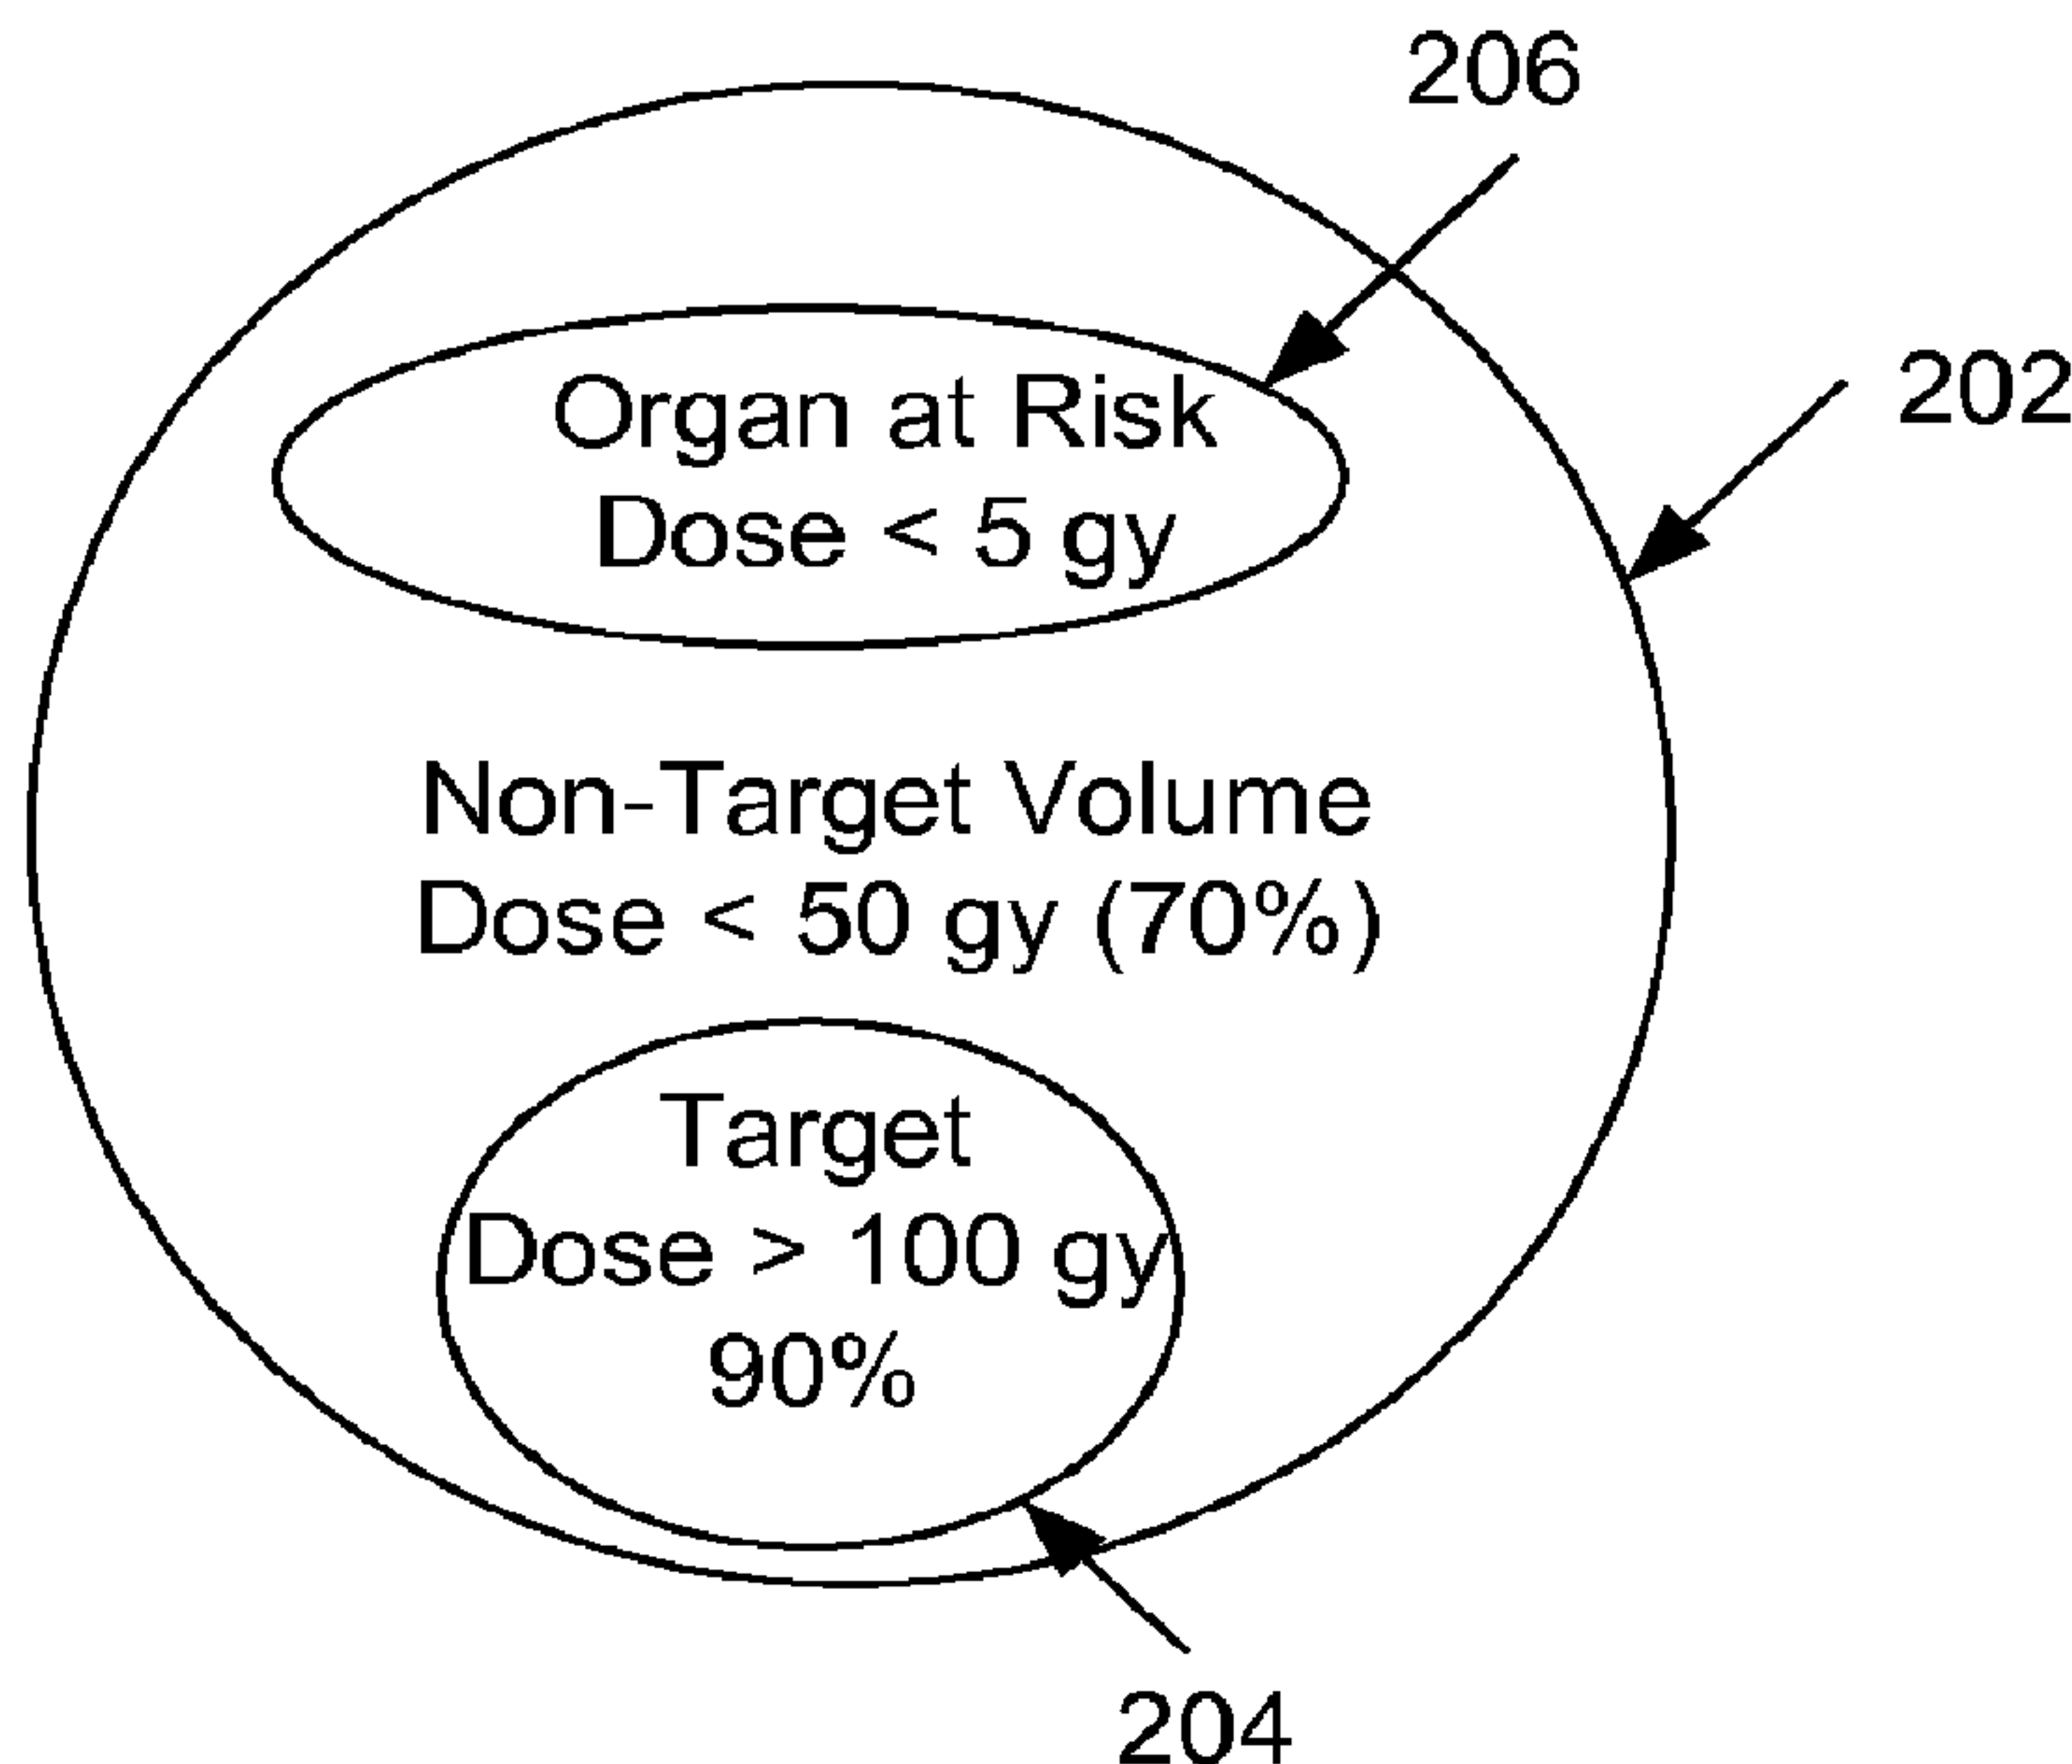 206
202
Organ at Risk
Dose < 5 gy
Non-Target Volume
Dose < 50 gy (70%)
Target
Dose > 100 gy
90%
204